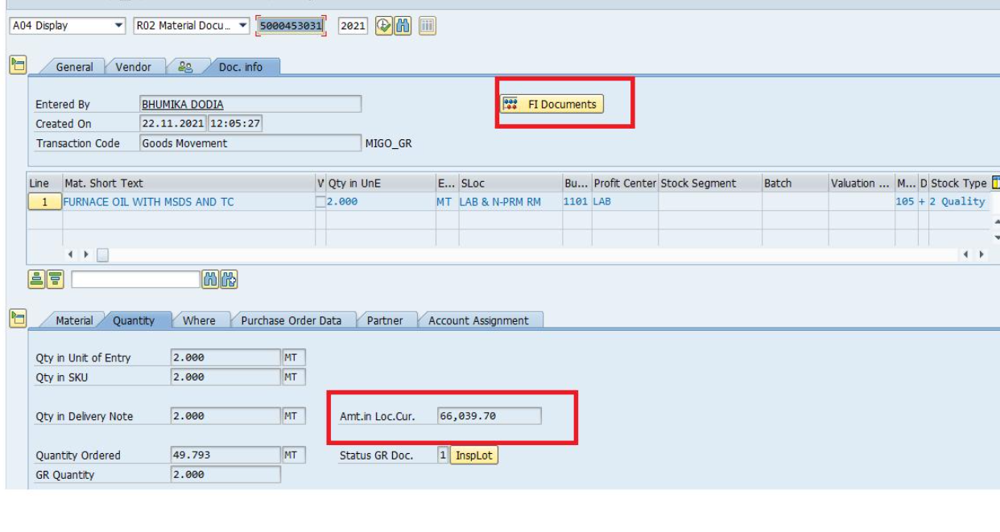 A04 Display R02 Material Docu... 5000453031 2021
General Vendor Doc. info
Entered By BHUMIKA DODIA FI Documents
Created On 22.11.2021 12:05:27
Transaction Code Goods Movement MIGO_GR
Line Mat. Short Text V Qty in UnE E... SLoc Bu... Profit Center Stock Segment Batch Valuation ... M... D Stock Type
1 FURNACE OIL WITH MSDS AND TC 2.000 MT LAB & N-PRM RM 1101 LAB 105 + 2 Quality
Material Quantity Where Purchase Order Data Partner Account Assignment
Qty in Unit of Entry 2.000 MT
Qty in SKU 2.000 MT
Qty in Delivery Note 2.000 MT Amt.in Loc.Cur. 66,039.70
Quantity Ordered 49.793 MT Status GR Doc. 1 InspLot
GR Quantity 2.000